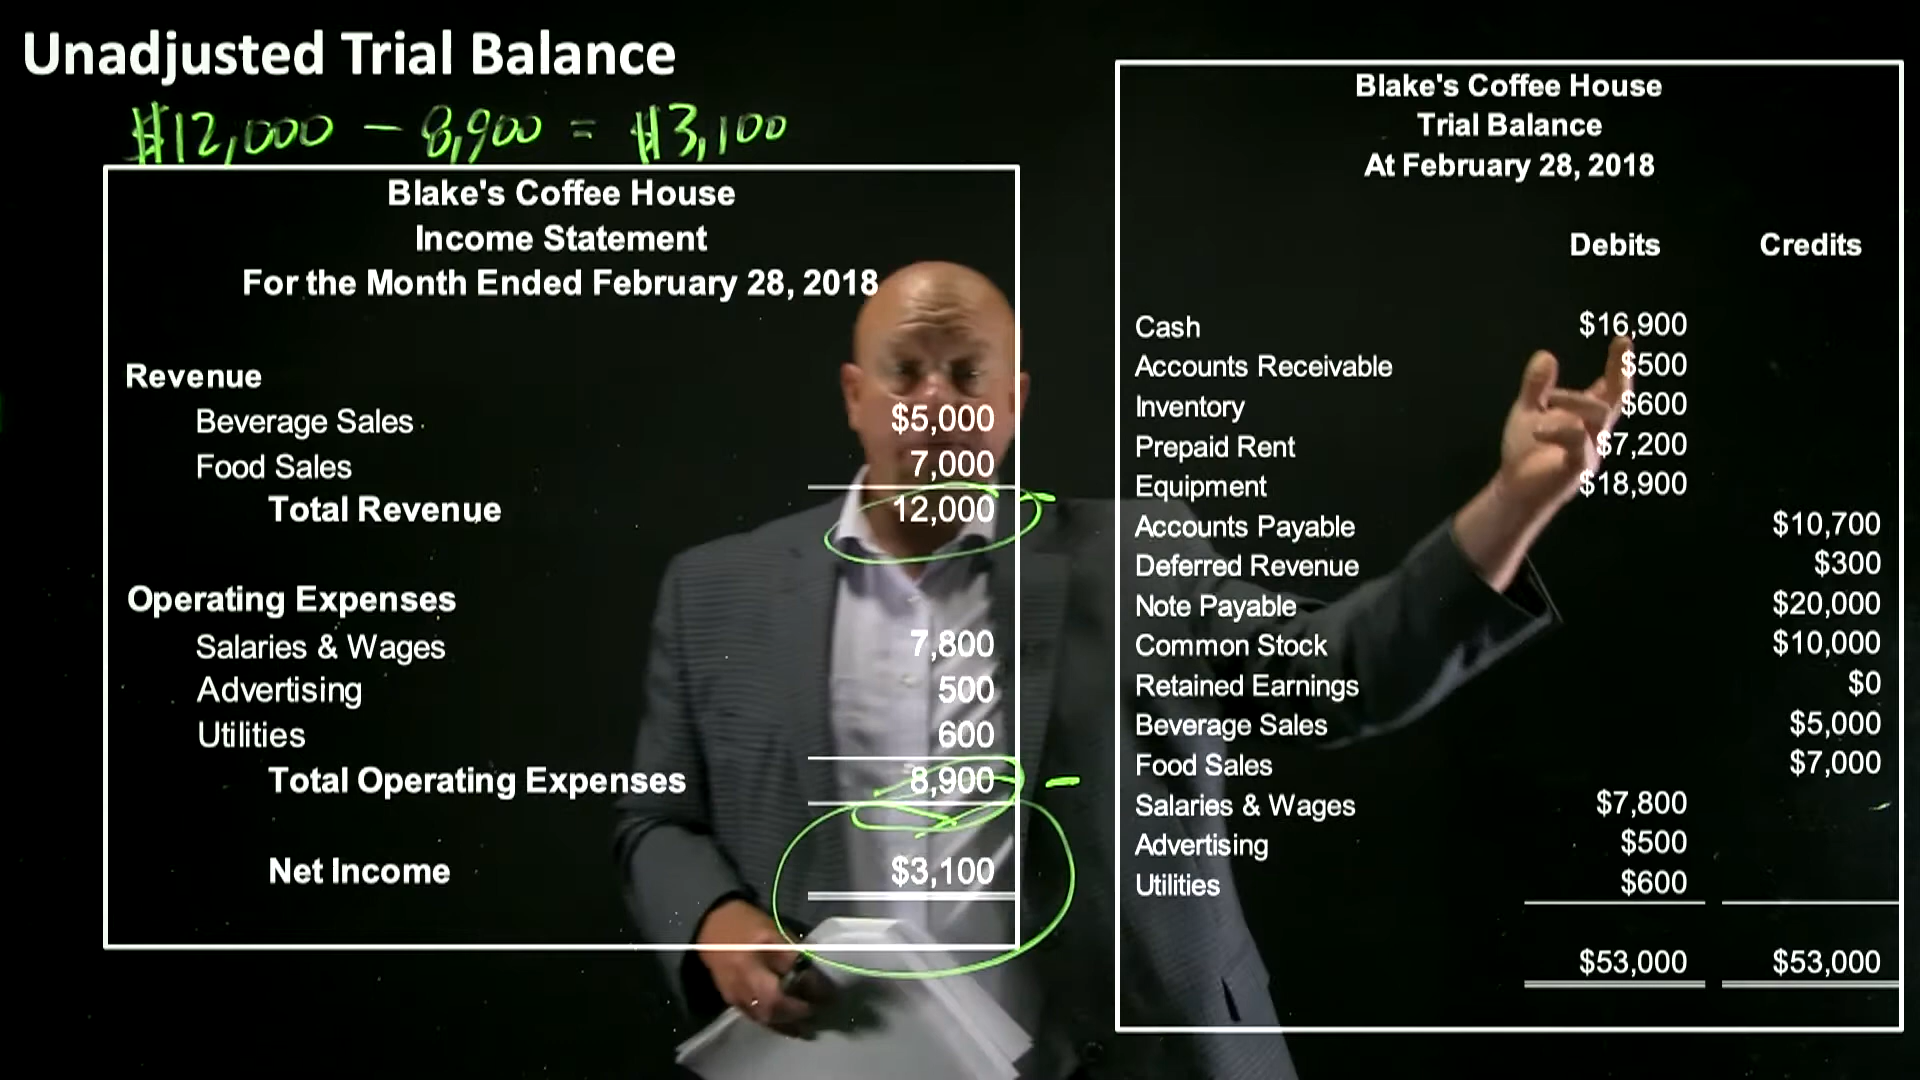 Unadjusted Trial Balance
$12,000 - 8,900 = $3,100
Blake's Coffee House
Income Statement
For the Month Ended February 28, 2018
Revenue
Beverage Sales $5,000
Food Sales 7,000
Total Revenue 12,000
Operating Expenses
Salaries & Wages 7,800
Advertising 500
Utilities 600
Total Operating Expenses 8,900
Net Income $3,100
Blake's Coffee House
Trial Balance
At February 28, 2018
Debits Credits
Cash $16,900
Accounts Receivable $500
Inventory $600
Prepaid Rent $7,200
Equipment $18,900
Accounts Payable $10,700
Deferred Revenue $300
Note Payable $20,000
Common Stock $10,000
Retained Earnings $0
Beverage Sales $5,000
Food Sales $7,000
Salaries & Wages $7,800
Advertising $500
Utilities $600
$53,000 $53,000